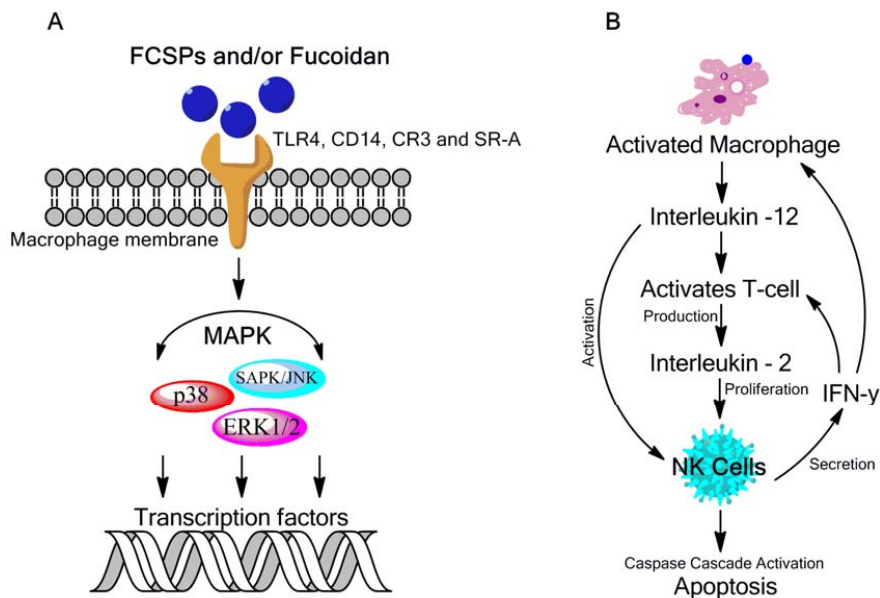 A
FCSPs and/or Fucoidan
TLR4, CD14, CR3 and SR-A
Macrophage membrane
MAPK
SAPK/JNK
p38
ERK1/2
Transcription factors
B
Activated Macrophage
Interleukin -12
Activates T-cell
Production
Activation
Interleukin - 2
Proliferation
IFN-y
NK Cells
Secretion
Caspase Cascade Activation
Apoptosis